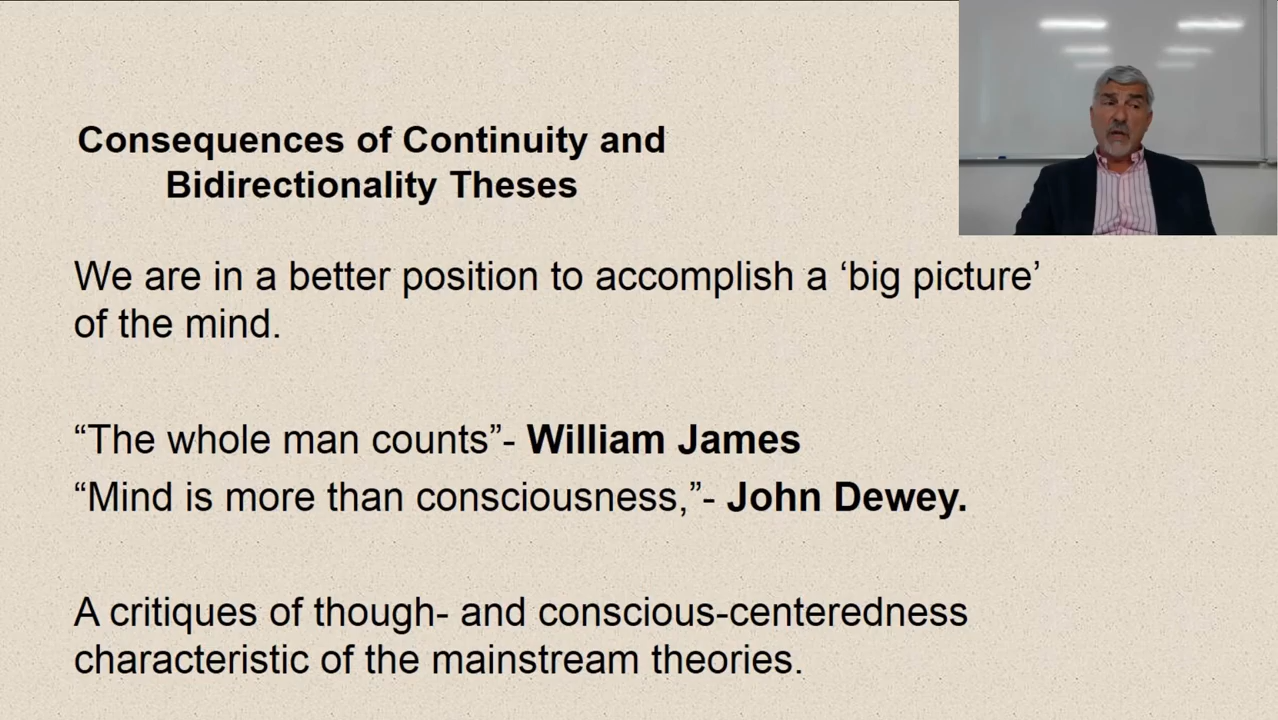 Consequences of Continuity and
Bidirectionality Theses
We are in a better position to accomplish a ‘big picture’
of the mind.
“The whole man counts”- William James
“Mind is more than consciousness,”- John Dewey.
A critiques of though- and conscious-centeredness
characteristic of the mainstream theories.